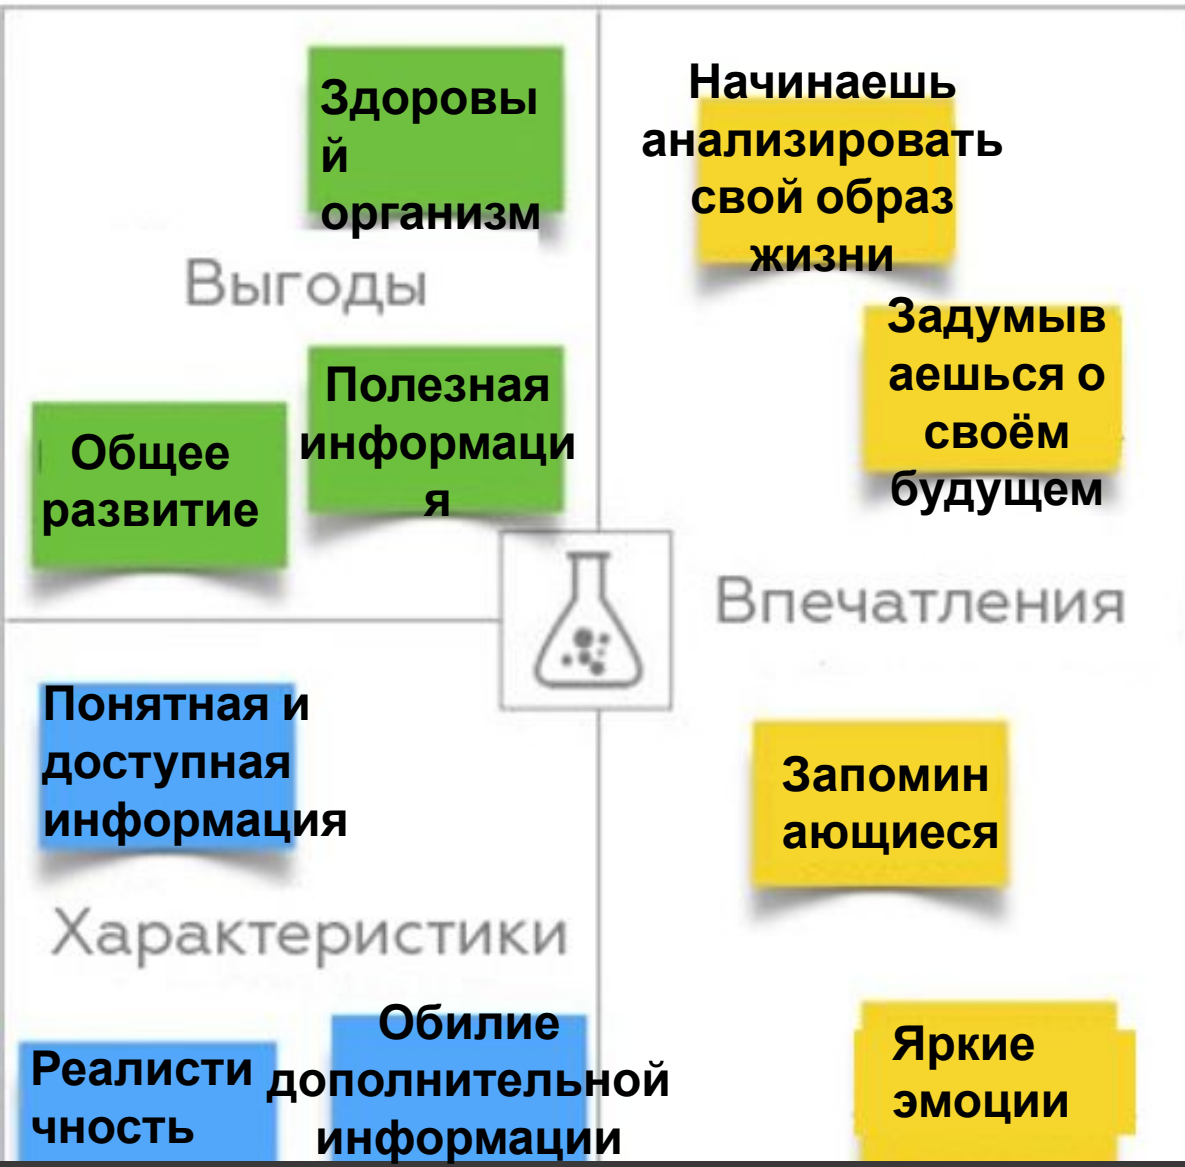 Здоровы
й
организм
Выгоды
Полезная
информаци
я
Общее
развитие
Начинаешь
анализировать
свой образ
жизни
Задумыв
аешься о
своём
будущем
Впечатления
Запомин
ающиеся
Яркие
эмоции
Понятная и
доступная
информация
Характеристики
Реалисти
чность
Обилие
дополнительной
информации